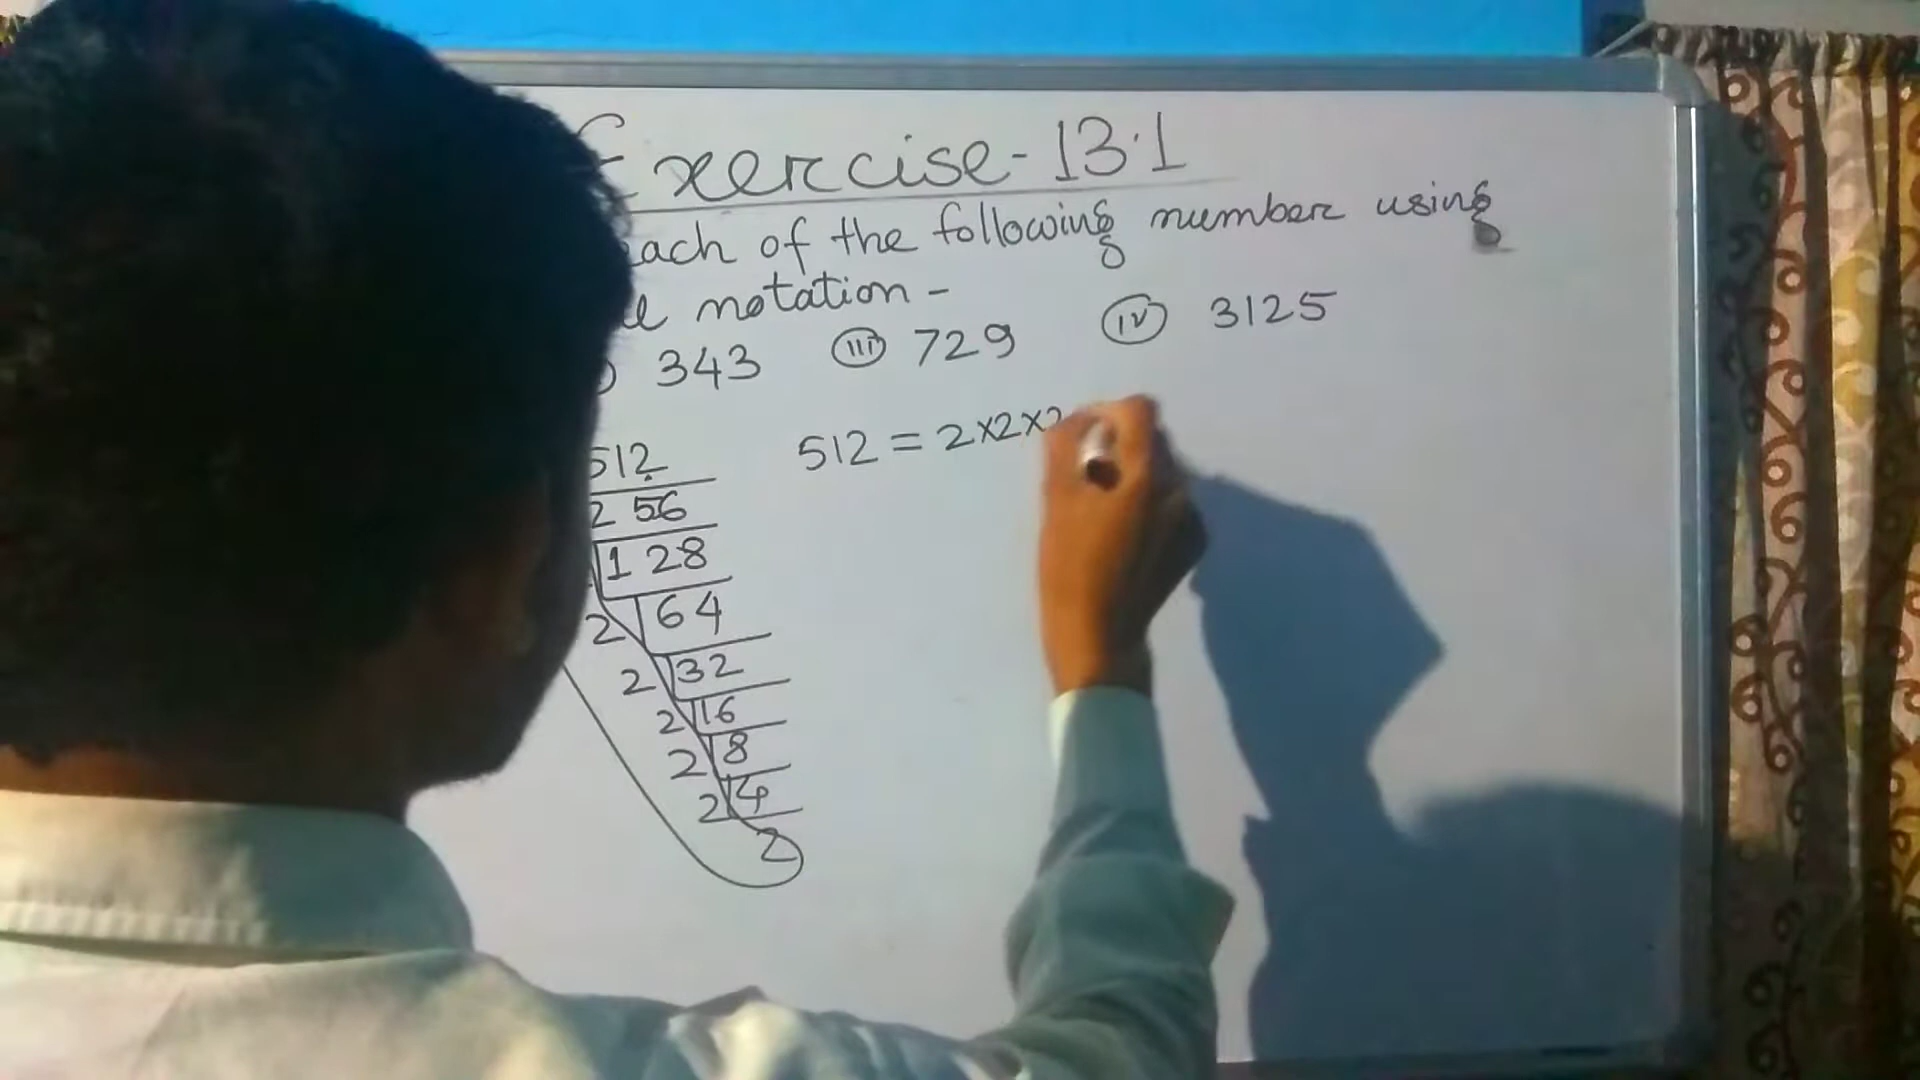 Exercise-13.1
each of the following number using
notation-
343 (iii) 729 (iv) 3125
512 = 2×2×2
512
256
128
2 64
2 32
2 16
2 8
2 4
2